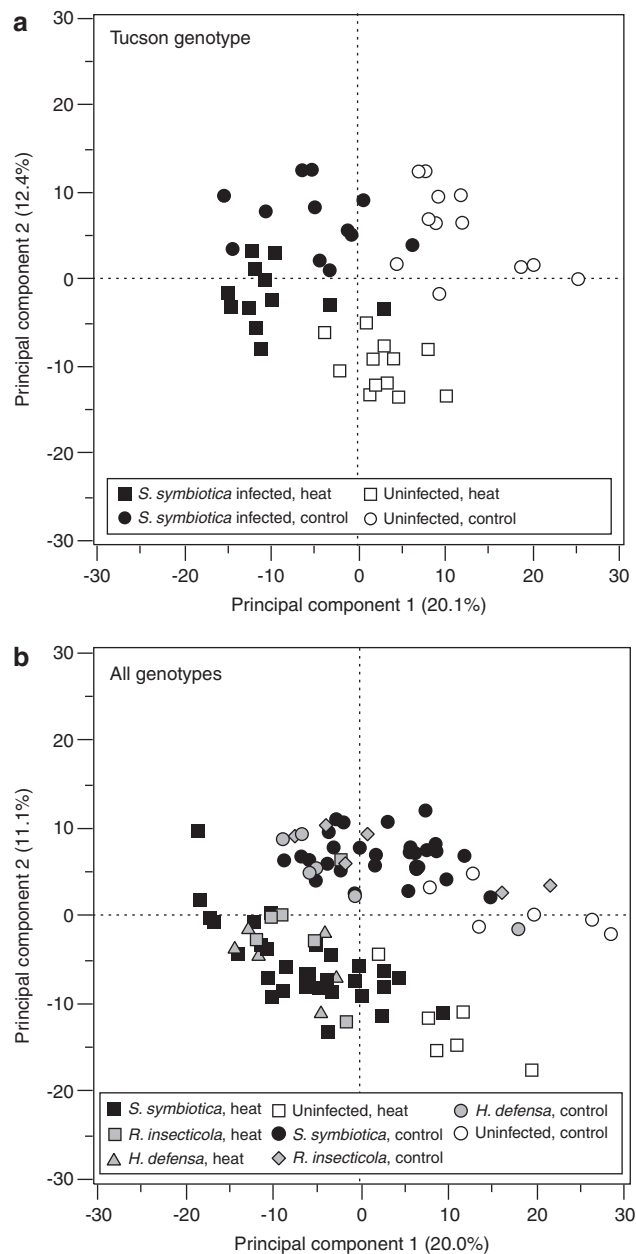 a
Tucson genotype
30
20
10
0
-10
-20
-30
Principal component 2 (12.4%)
S. symbiotica infected, heat
Uninfected, heat
S. symbiotica infected, control
Uninfected, control
-30 -20 -10 0 10 20 30
Principal component 1 (20.1%)
b
All genotypes
30
20
10
0
-10
-20
-30
Principal component 2 (11.1%)
S. symbiotica, heat
Uninfected, heat
H. defensa, control
R. insecticola, heat
S. symbiotica, control
Uninfected, control
H. defensa, heat
R. insecticola, control
-30 -20 -10 0 10 20 30
Principal component 1 (20.0%)